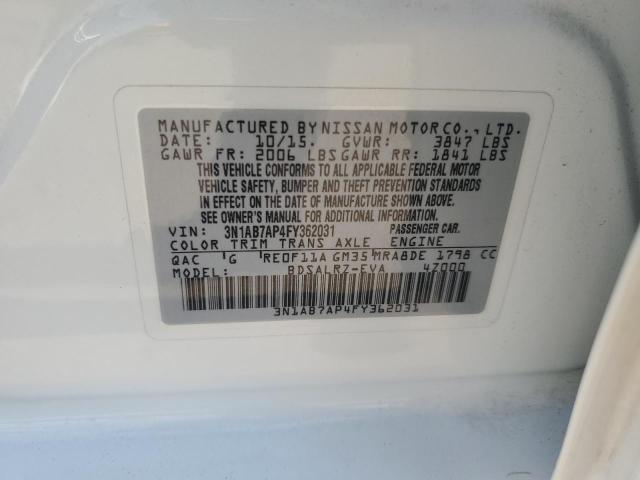 MANUFACTURED BY NISSAN MOTOR CO., LTD.
DATE: 10/15. GVWR: 3847 LBS
GAWR FR: 2006 LBS GAWR RR: 1841 LBS
THIS VEHICLE CONFORMS TO ALL APPLICABLE FEDERAL MOTOR
VEHICLE SAFETY, BUMPER AND THEFT PREVENTION STANDARDS
IN EFFECT ON THE DATE OF MANUFACTURE SHOWN ABOVE.
SEE OWNER'S MANUAL FOR ADDITIONAL INFORMATION.
VIN: 3N1AB7AP4FY362031 PASSENGER CAR.
COLOR TRIM TRANS AXLE ENGINE
QAC G RE0F11A GM35 MRA8DE 1798 CC
MODEL: BDSALRZ-EVA 4Z000
3N1AB7AP4FY362031